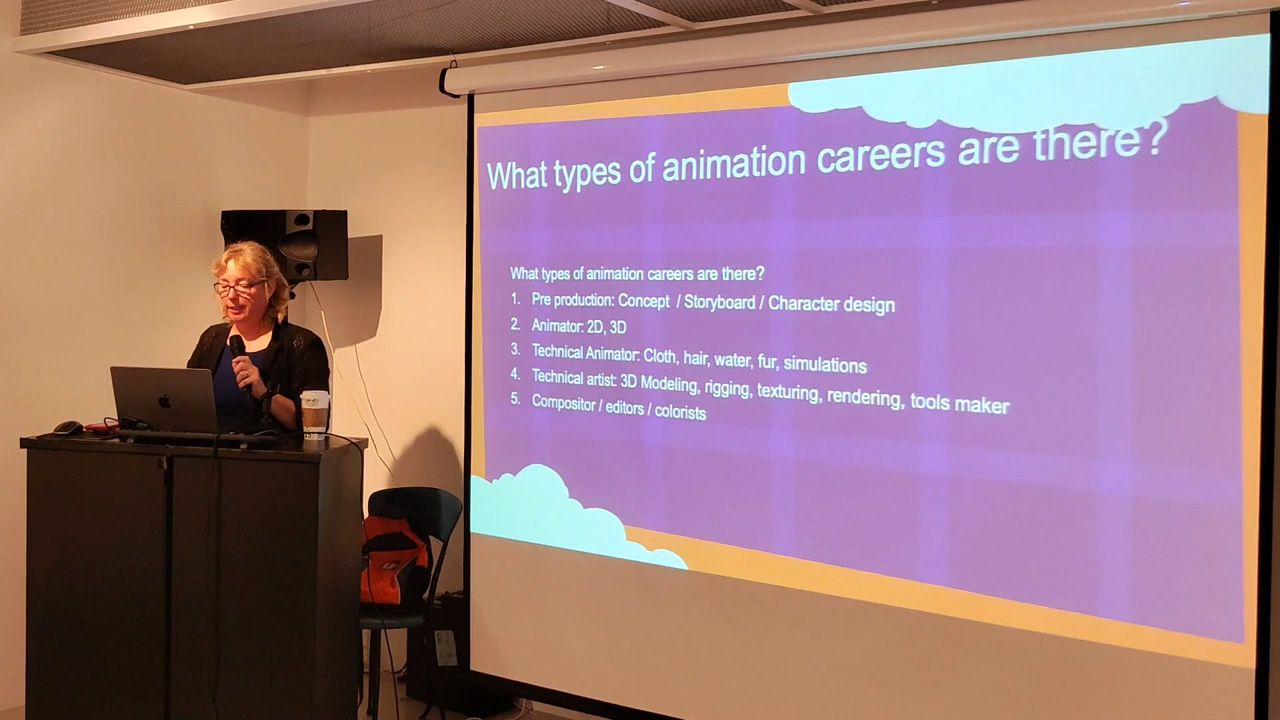 What types of animation careers are there?
What types of animation careers are there?
1. Pre production: Concept / Storyboard / Character design
2. Animator: 2D, 3D
3. Technical Animator: Cloth, hair, water, fur, simulations
4. Technical artist: 3D Modeling, rigging, texturing, rendering, tools maker
5. Compositor / editors / colorists